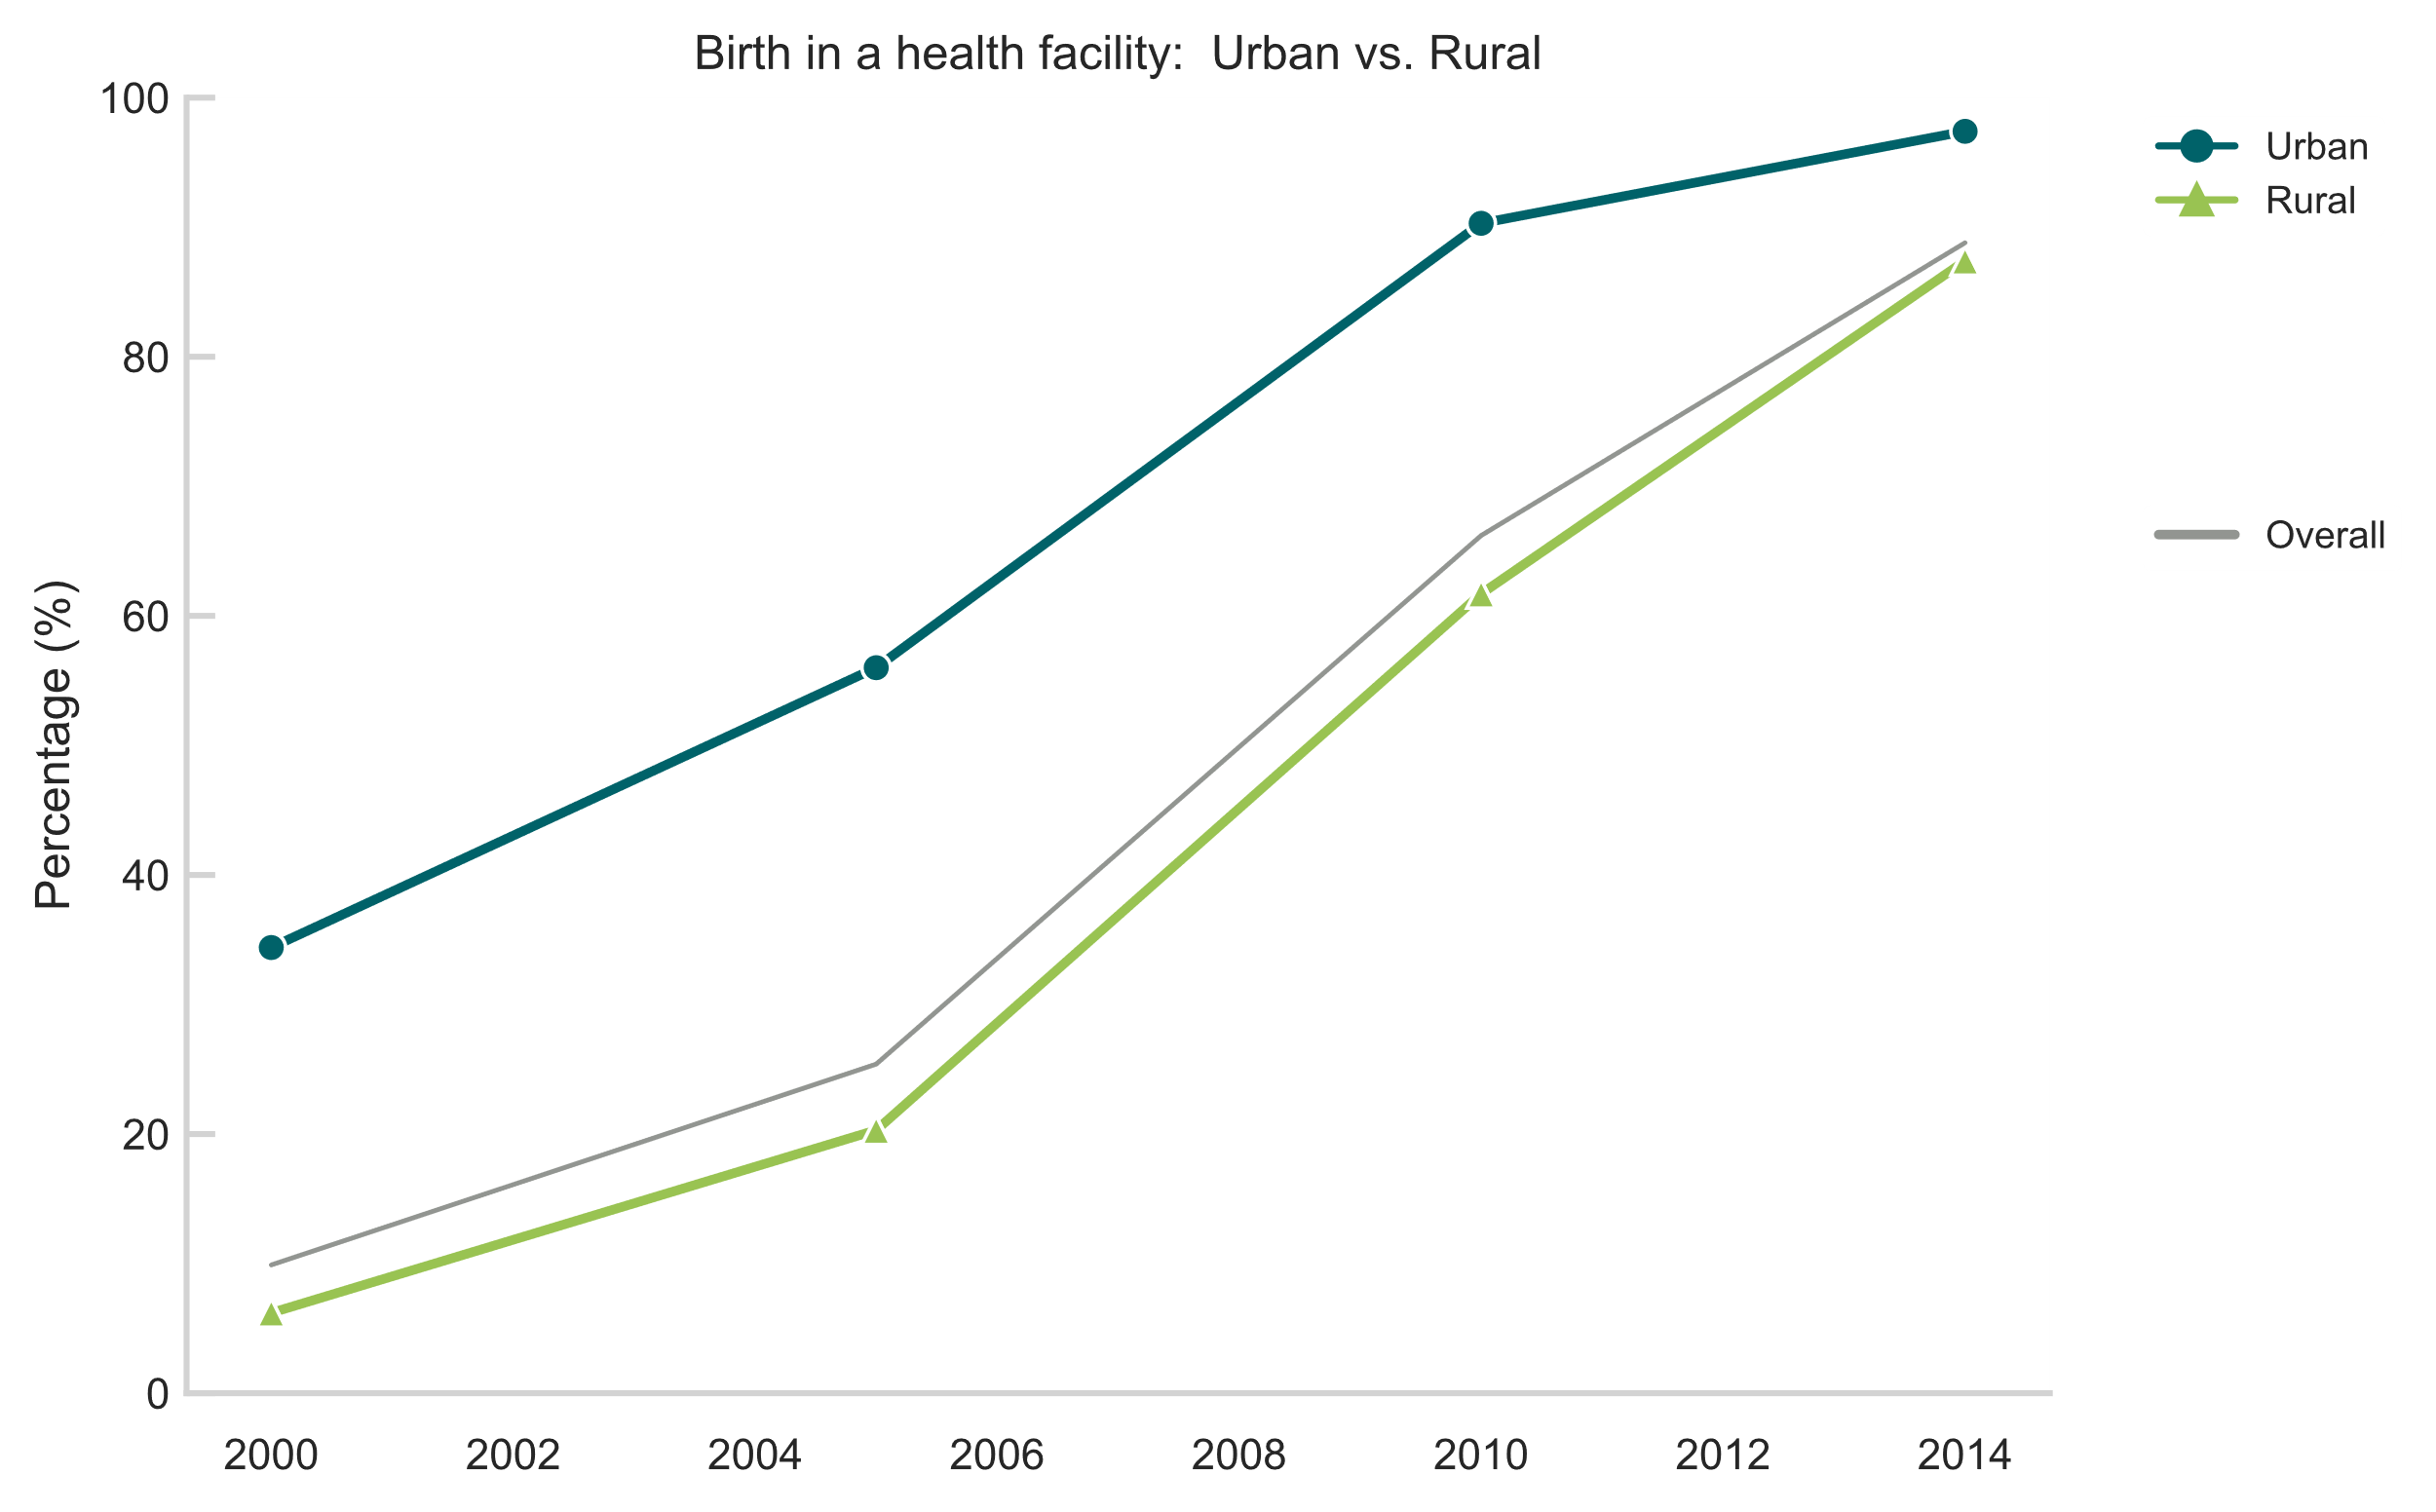 Birth in a health facility:  Urban vs. Rural
100
80
60
40
20
0
Percentage (%)
2000 2002 2004 2006 2008 2010 2012 2014
Urban
Rural
Overall